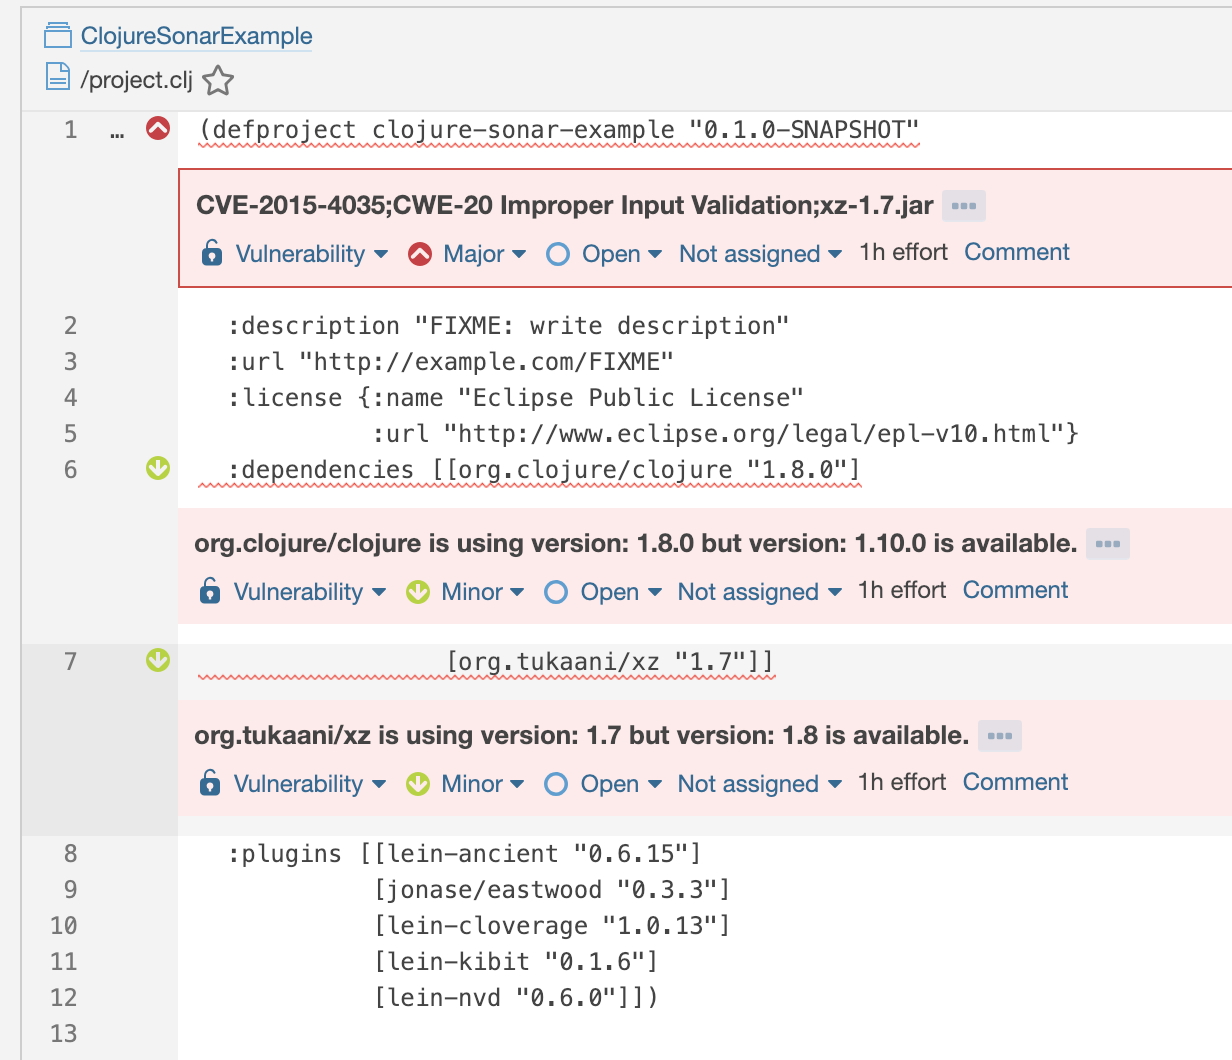 ClojureSonarExample
/project.clj
1 … (defproject clojure-sonar-example "0.1.0-SNAPSHOT"
CVE-2015-4035;CWE-20 Improper Input Validation;xz-1.7.jar
Vulnerability Major Open Not assigned 1h effort Comment
2 :description "FIXME: write description"
3 :url "http://example.com/FIXME"
4 :license {:name "Eclipse Public License"
5 :url "http://www.eclipse.org/legal/epl-v10.html"}
6 :dependencies [[org.clojure/clojure "1.8.0"]
org.clojure/clojure is using version: 1.8.0 but version: 1.10.0 is available.
Vulnerability Minor Open Not assigned 1h effort Comment
7 [org.tukaani/xz "1.7"]]
org.tukaani/xz is using version: 1.7 but version: 1.8 is available.
Vulnerability Minor Open Not assigned 1h effort Comment
8 :plugins [[lein-ancient "0.6.15"]
9 [jonase/eastwood "0.3.3"]
10 [lein-cloverage "1.0.13"]
11 [lein-kibit "0.1.6"]
12 [lein-nvd "0.6.0"]])
13